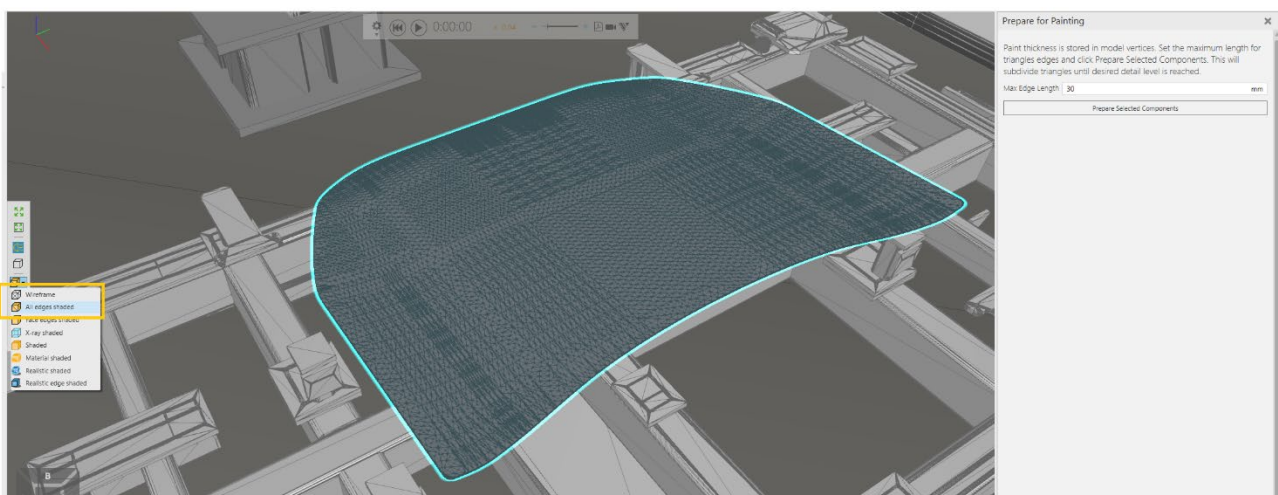 0:00:00
Prepare for Painting
Paint thickness is stored in model vertices. Set the maximum length for
triangles edges and click Prepare Selected Components. This will
subdivide triangles until desired detail level is reached.
Max Edge Length 30 mm
Prepare Selected Components
Wireframe
All edges shaded
Face edges shaded
X-ray shaded
Shaded
Material shaded
Realistic shaded
Realistic edge shaded
B